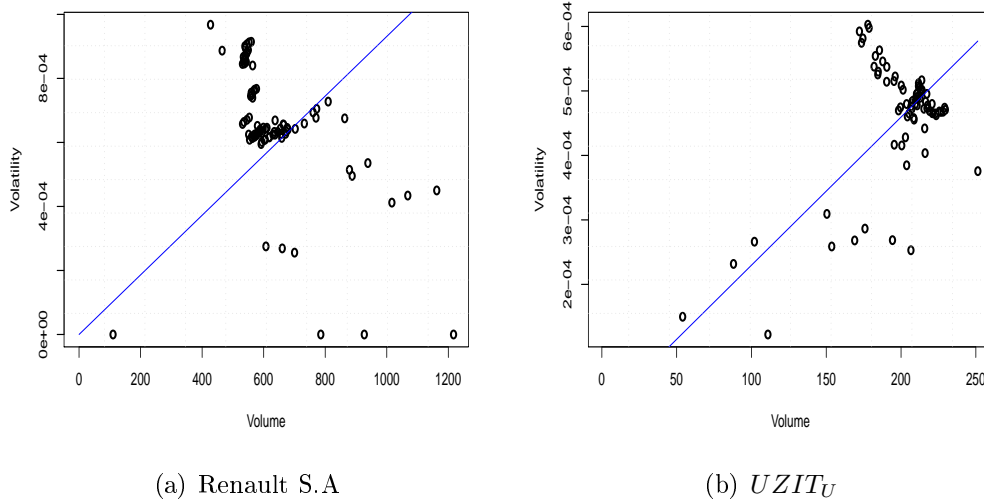 Volatility
0e+00 4e-04 8e-04
0 200 400 600 800 1000 1200
Volume
(a) Renault S.A
Volatility
2e-04 3e-04 4e-04 5e-04 6e-04
0 50 100 150 200 250
Volume
(b) UZIT_U